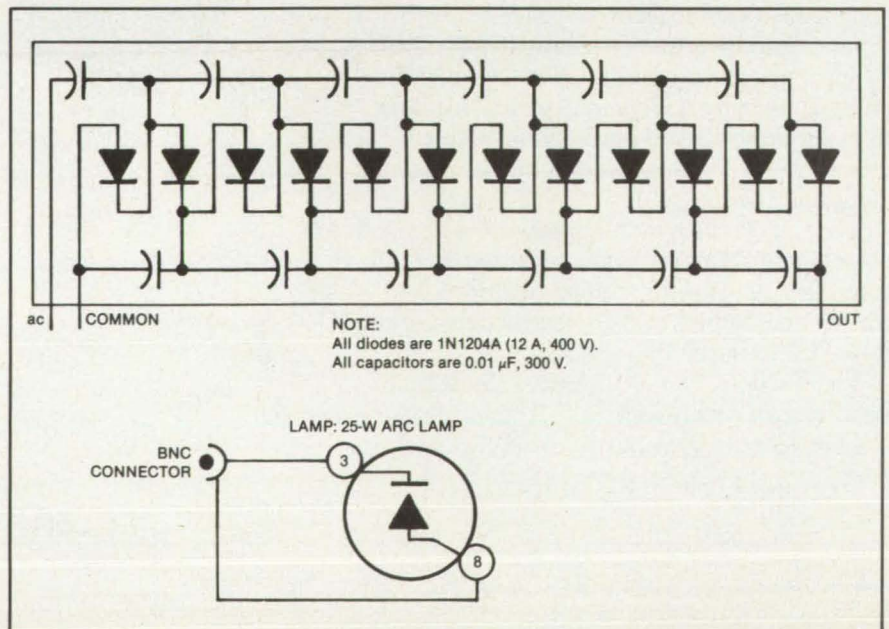 ac
COMMON
OUT
NOTE:
All diodes are 1N1204A (12 A, 400 V).
All capacitors are 0.01 μF, 300 V.
LAMP: 25-W ARC LAMP
BNC
CONNECTOR
3
8